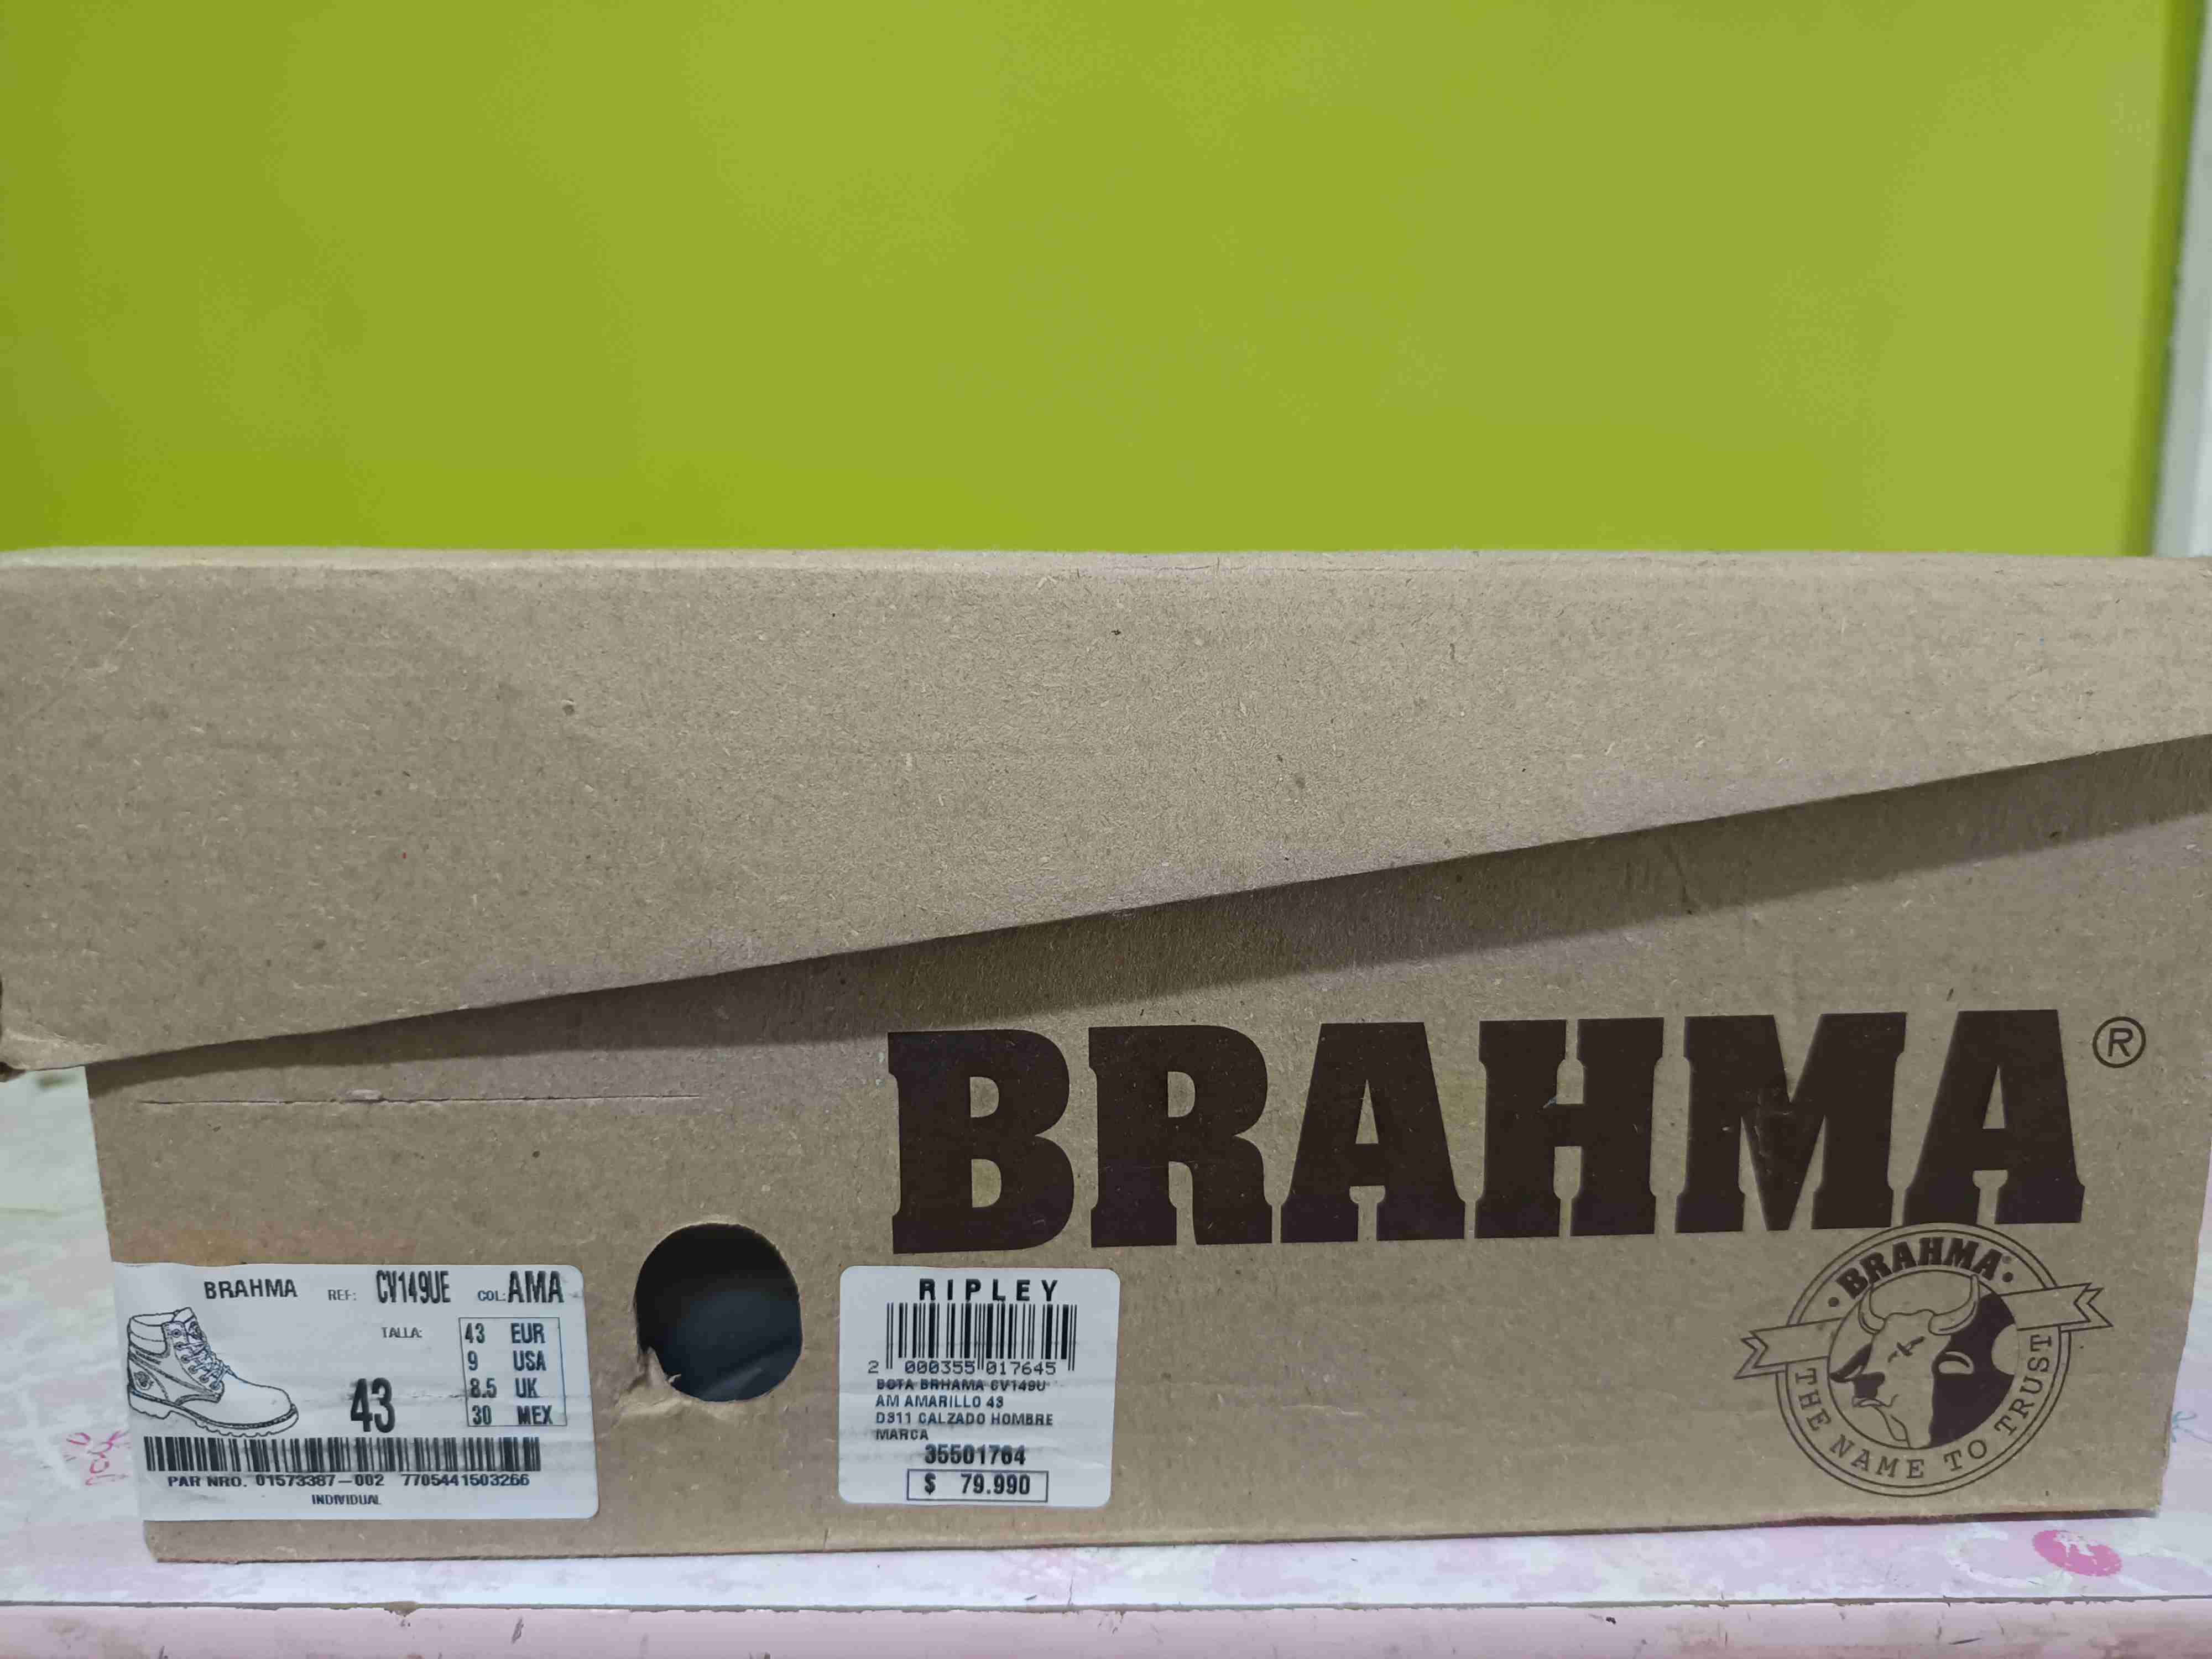 BRAHMA ®
BRAHMA REF: CV149UE COL: AMA
TALLA: 43 EUR
9 USA
8.5 UK
30 MEX
43
PAR NRO. 01573387-002 7705441503266
INDIVIDUAL
RIPLEY
2 000355 017645
BOTA BRHAMA CV149U
AM AMARILLO 43
D311 CALZADO HOMBRE
MARCA
35501764
$ 79.990
BRAHMA®
THE NAME TO TRUST